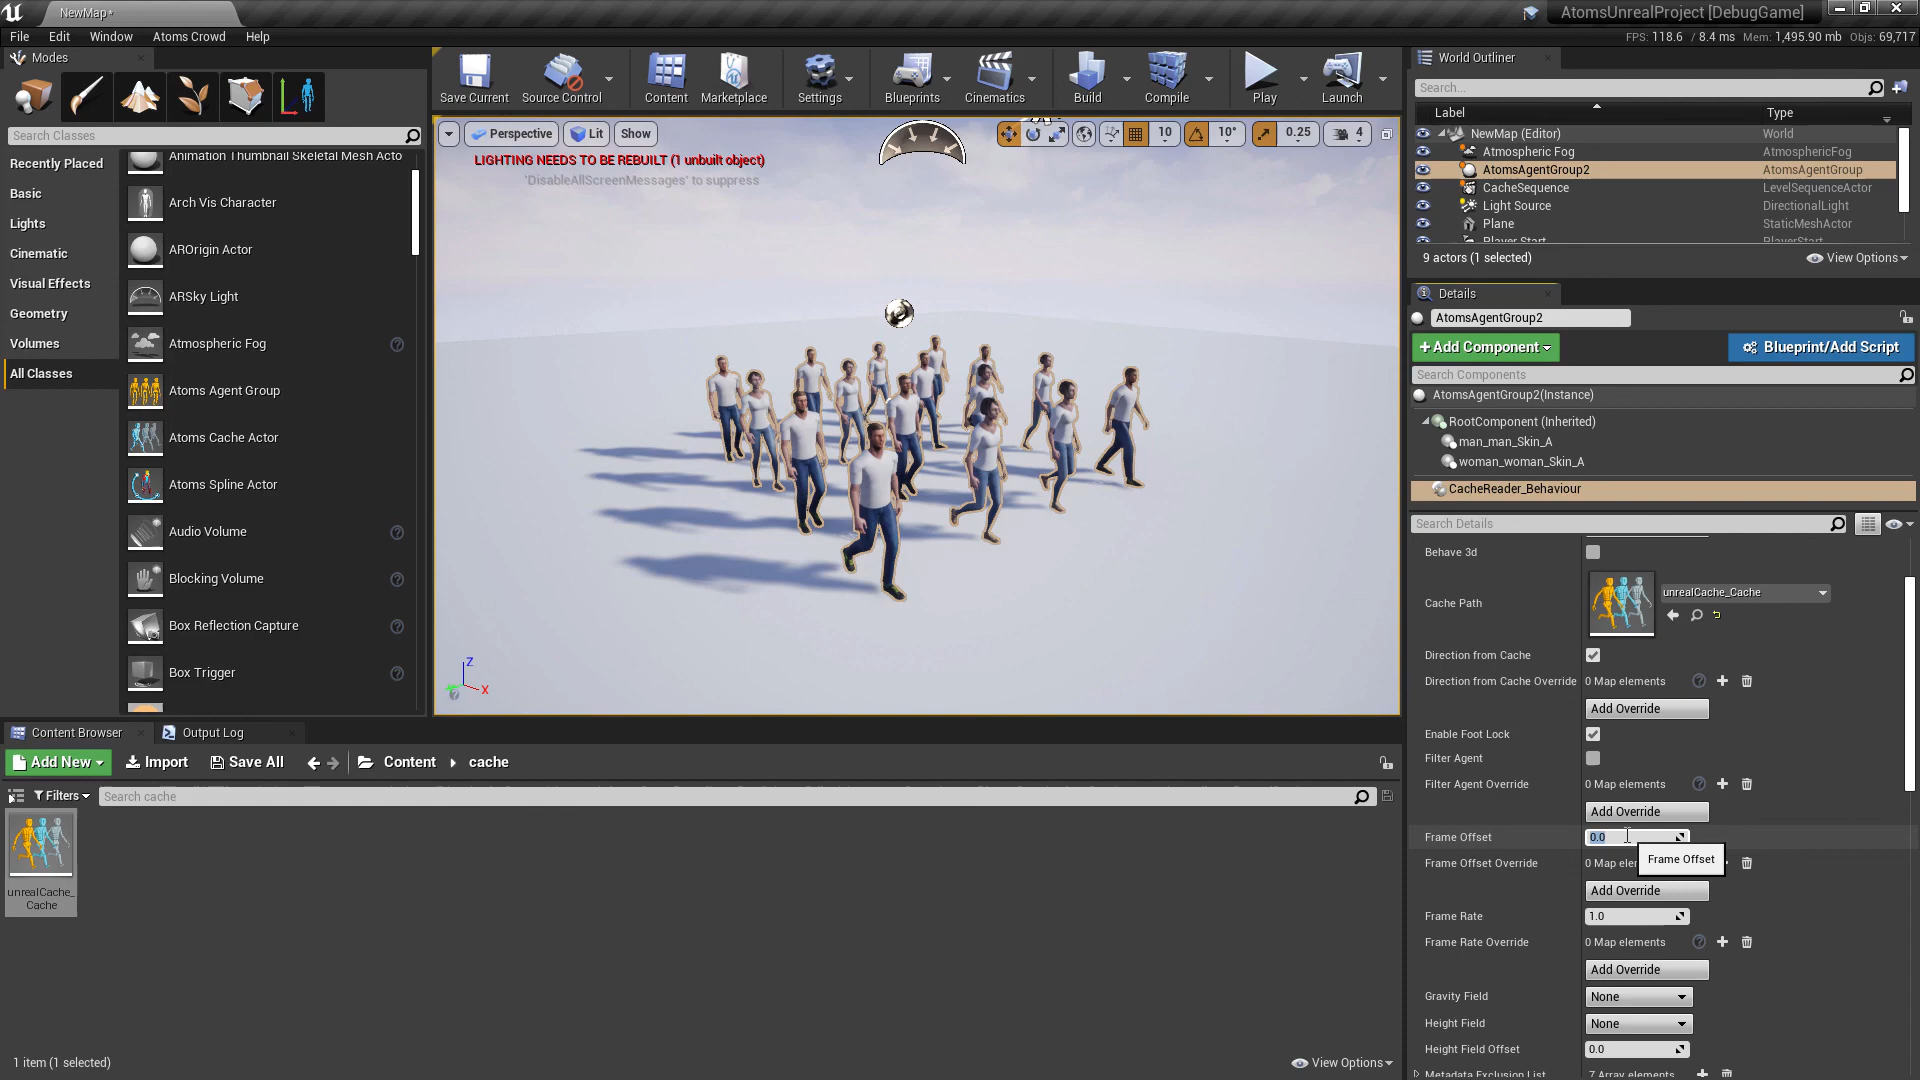 NewMap*
AtomsUnrealProject [DebugGame]
File Edit Window Atoms Crowd Help
FPS: 118.6 / 8.4 ms Mem: 1,495.90 mb Objs: 69,717
Modes
Search Classes
Recently Placed
Basic
Lights
Cinematic
Visual Effects
Geometry
Volumes
All Classes
Animation Thumbnail Skeletal Mesh Acto
Arch Vis Character
AROrigin Actor
ARSky Light
Atmospheric Fog
Atoms Agent Group
Atoms Cache Actor
Atoms Spline Actor
Audio Volume
Blocking Volume
Box Reflection Capture
Box Trigger
Save Current Source Control Content Marketplace Settings Blueprints Cinematics Build Compile Play Launch
Perspective Lit Show 10 10° 0.25 4
LIGHTING NEEDS TO BE REBUILT (1 unbuilt object)
'DisableAllScreenMessages' to suppress
Z
X
World Outliner
Search...
Label Type
NewMap (Editor) World
Atmospheric Fog AtmosphericFog
AtomsAgentGroup2 AtomsAgentGroup
CacheSequence LevelSequenceActor
Light Source DirectionalLight
Plane StaticMeshActor
Player Start PlayerStart
9 actors (1 selected) View Options
Details
AtomsAgentGroup2
+Add Component Blueprint/Add Script
Search Components
AtomsAgentGroup2(Instance)
RootComponent (Inherited)
man_man_Skin_A
woman_woman_Skin_A
CacheReader_Behaviour
Search Details
Behave 3d
Cache Path unrealCache_Cache
Direction from Cache
Direction from Cache Override 0 Map elements
Add Override
Enable Foot Lock
Filter Agent
Filter Agent Override 0 Map elements
Add Override
Frame Offset 0.0
Frame Offset
Frame Offset Override 0 Map elem
Add Override
Frame Rate 1.0
Frame Rate Override 0 Map elements
Add Override
Gravity Field None
Height Field None
Height Field Offset 0.0
Metadata Exclusion List 7 Array elements
Content Browser Output Log
Add New Import Save All Content cache
Filters Search cache
unrealCache_
Cache
1 item (1 selected) View Options